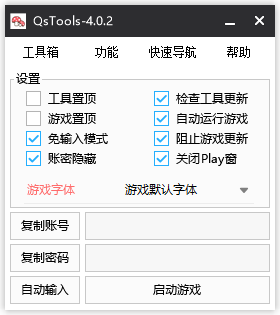 QsTools-4.0.2
工具箱 功能 快速导航 帮助
设置
工具置顶 检查工具更新
游戏置顶 自动运行游戏
免输入模式 阻止游戏更新
账密隐藏 关闭Play窗
游戏字体 游戏默认字体
复制账号
复制密码
自动输入 启动游戏